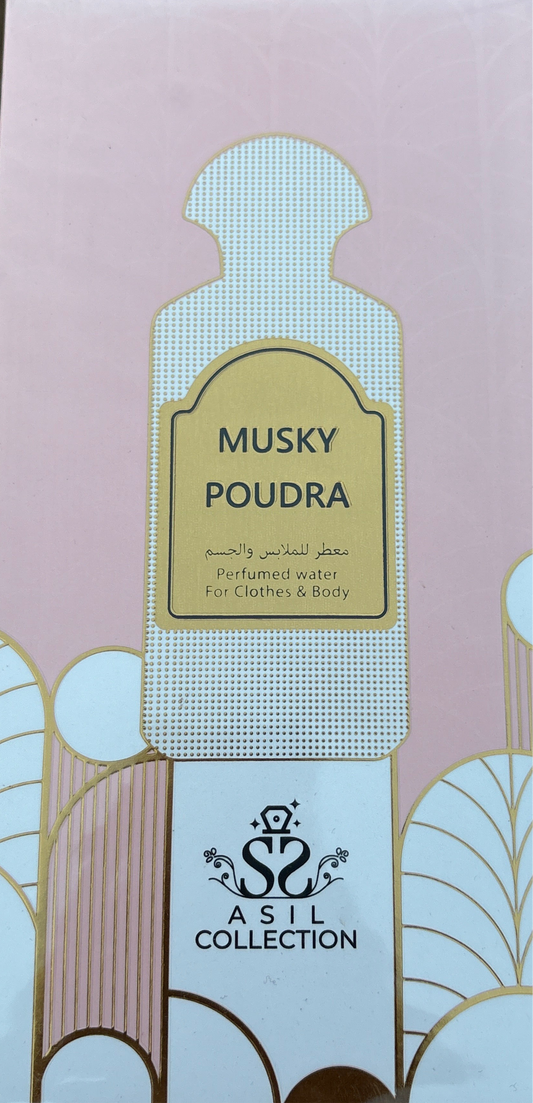 MUSKY
POUDRA
معطر للملابس والجسم
Perfumed water
For Clothes & Body
ASIL
COLLECTION